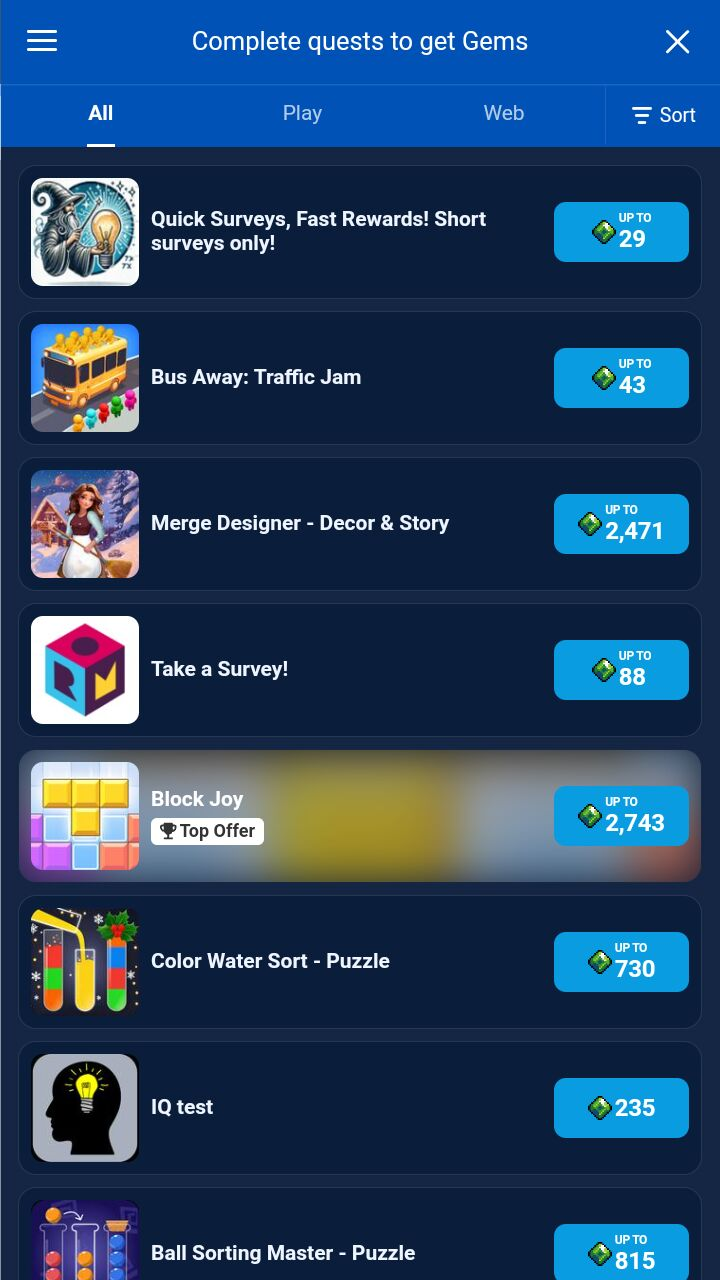 Complete quests to get Gems
All
Play
Web
Sort
Quick Surveys, Fast Rewards! Short
surveys only!
UP TO
29
Bus Away: Traffic Jam
UP TO
43
Merge Designer - Decor & Story
UP TO
2,471
Take a Survey!
UP TO
88
Block Joy
Top Offer
UP TO
2,743
Color Water Sort - Puzzle
UP TO
730
IQ test
235
Ball Sorting Master - Puzzle
UP TO
815